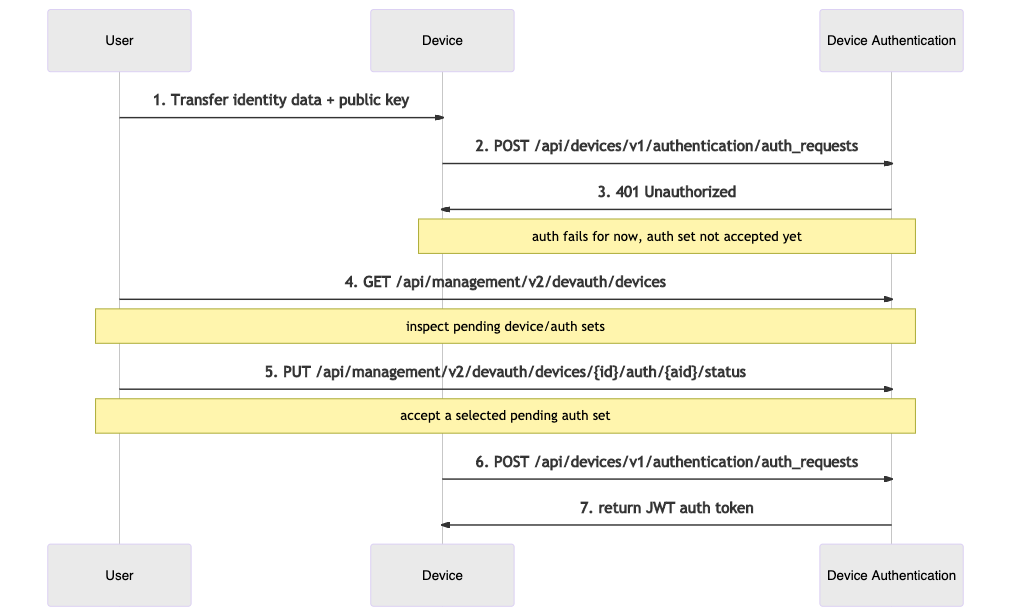 User
Device
Device Authentication
1. Transfer identity data + public key
2. POST /api/devices/v1/authentication/auth_requests
3. 401 Unauthorized
auth fails for now, auth set not accepted yet
4. GET /api/management/v2/devauth/devices
inspect pending device/auth sets
5. PUT /api/management/v2/devauth/devices/{id}/auth/{aid}/status
accept a selected pending auth set
6. POST /api/devices/v1/authentication/auth_requests
7. return JWT auth token
User
Device
Device Authentication